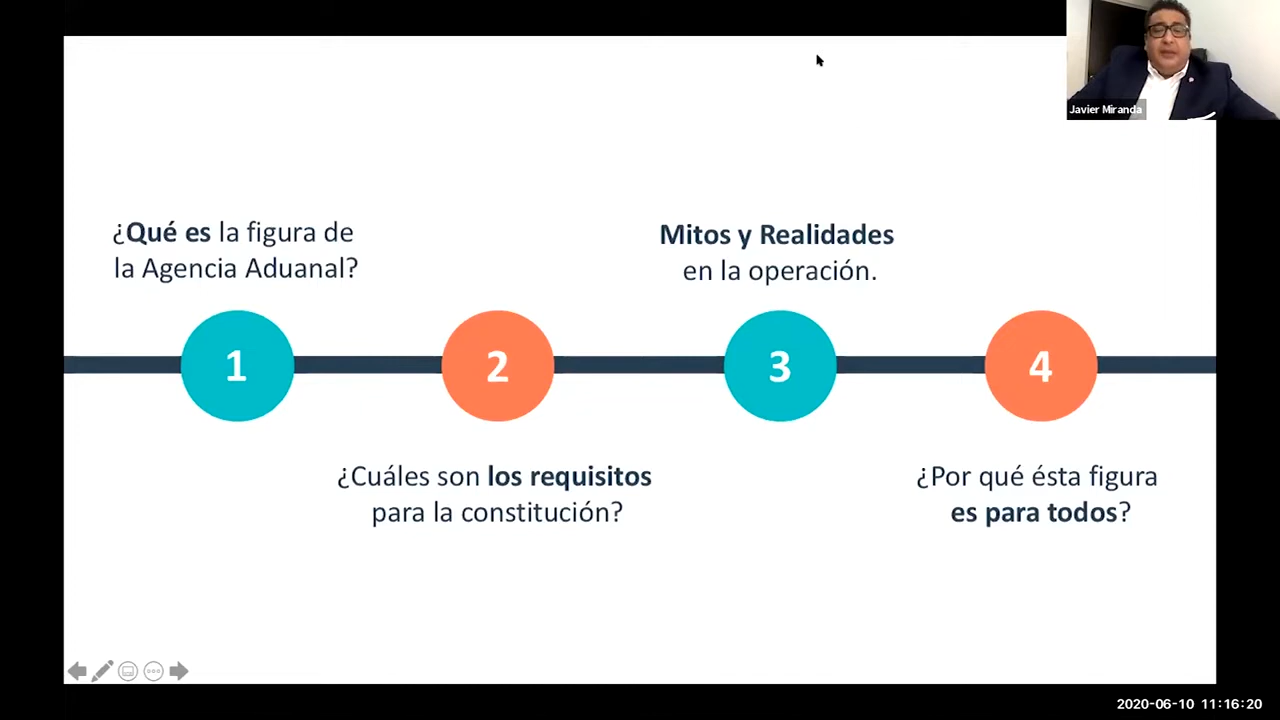 Javier Miranda
¿Qué es la figura de
la Agencia Aduanal?
Mitos y Realidades
en la operación.
1
2
3
4
¿Cuáles son los requisitos
para la constitución?
¿Por qué ésta figura
es para todos?
2020-06-10 11:16:20